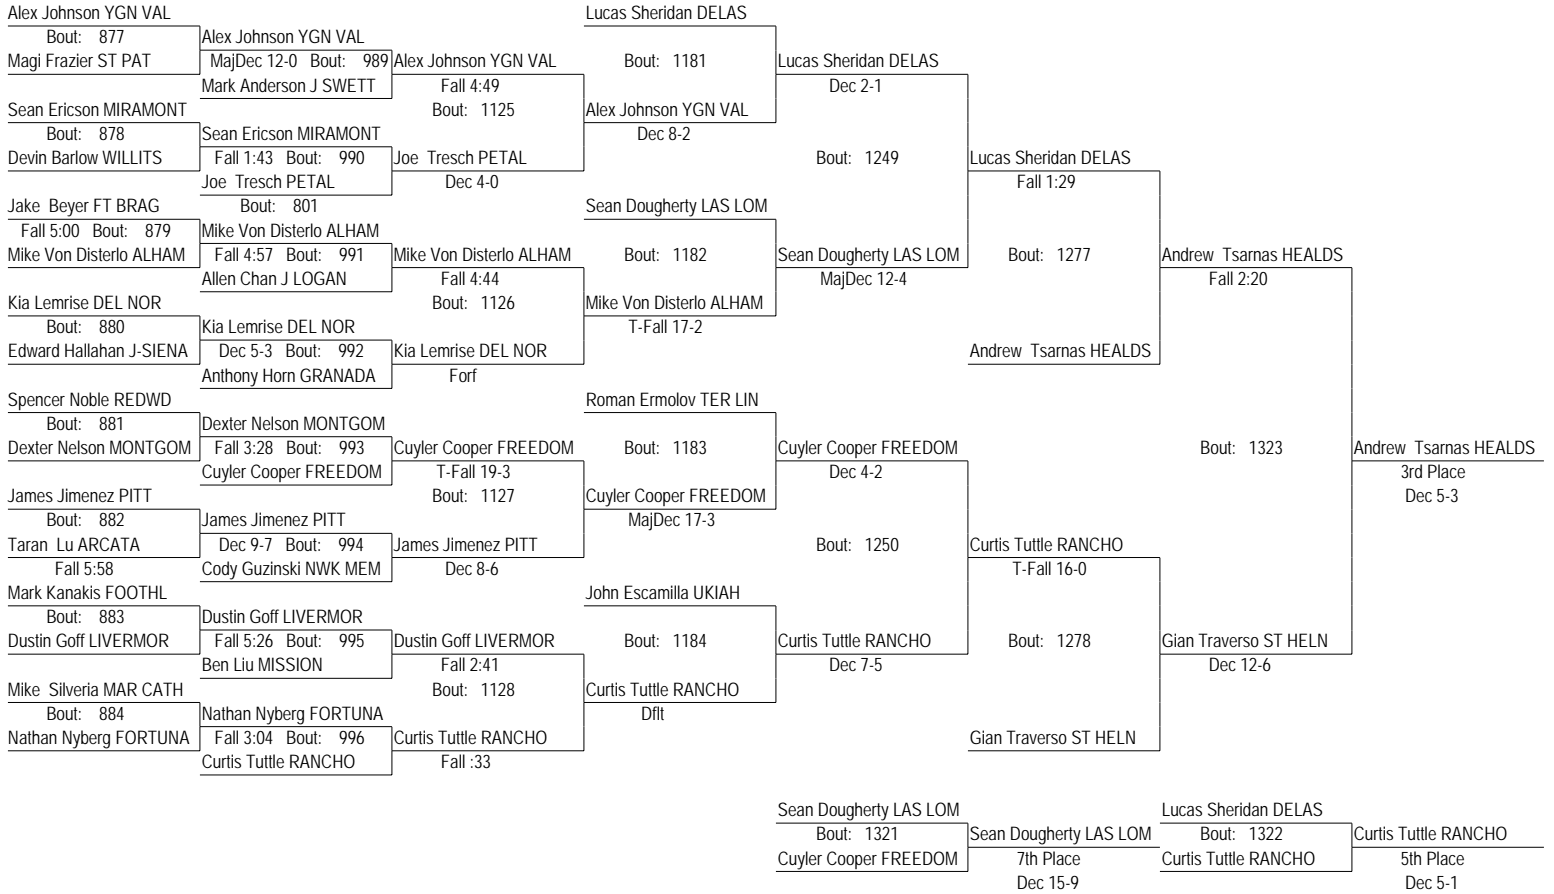 Alex Johnson YGN VAL
Lucas Sheridan DELAS
Bout: 877
Alex Johnson YGN VAL
Magi Frazier ST PAT
MajDec 12-0 Bout: 989
Alex Johnson YGN VAL
Bout: 1181
Lucas Sheridan DELAS
Mark Anderson J SWETT
Fall 4:49
Dec 2-1
Sean Ericson MIRAMONT
Bout: 1125
Alex Johnson YGN VAL
Bout: 878
Sean Ericson MIRAMONT
Dec 8-2
Devin Barlow WILLITS
Fall 1:43 Bout: 990
Joe Tresch PETAL
Bout: 1249
Lucas Sheridan DELAS
Joe Tresch PETAL
Dec 4-0
Fall 1:29
Jake Beyer FT BRAG
Bout: 801
Sean Dougherty LAS LOM
Fall 5:00 Bout: 879
Mike Von Disterlo ALHAM
Mike Von Disterlo ALHAM
Fall 4:57 Bout: 991
Mike Von Disterlo ALHAM
Bout: 1182
Sean Dougherty LAS LOM
Bout: 1277
Andrew Tsarnas HEALDS
Allen Chan J LOGAN
Fall 4:44
MajDec 12-4
Fall 2:20
Kia Lemrise DEL NOR
Bout: 1126
Mike Von Disterlo ALHAM
Bout: 880
Kia Lemrise DEL NOR
T-Fall 17-2
Edward Hallahan J-SIENA
Dec 5-3 Bout: 992
Kia Lemrise DEL NOR
Andrew Tsarnas HEALDS
Anthony Horn GRANADA
Forf
Spencer Noble REDWD
Roman Ermolov TER LIN
Bout: 881
Dexter Nelson MONTGOM
Dexter Nelson MONTGOM
Fall 3:28 Bout: 993
Cuyler Cooper FREEDOM
Bout: 1183
Cuyler Cooper FREEDOM
Bout: 1323
Andrew Tsarnas HEALDS
Cuyler Cooper FREEDOM
T-Fall 19-3
Dec 4-2
3rd Place
James Jimenez PITT
Bout: 1127
Cuyler Cooper FREEDOM
Dec 5-3
Bout: 882
James Jimenez PITT
MajDec 17-3
Taran Lu ARCATA
Dec 9-7 Bout: 994
James Jimenez PITT
Bout: 1250
Curtis Tuttle RANCHO
Fall 5:58
Cody Guzinski NWK MEM
Dec 8-6
T-Fall 16-0
Mark Kanakis FOOTHL
John Escamilla UKIAH
Bout: 883
Dustin Goff LIVERMOR
Dustin Goff LIVERMOR
Fall 5:26 Bout: 995
Dustin Goff LIVERMOR
Bout: 1184
Curtis Tuttle RANCHO
Bout: 1278
Gian Traverso ST HELN
Ben Liu MISSION
Fall 2:41
Dec 7-5
Dec 12-6
Mike Silveria MAR CATH
Bout: 1128
Curtis Tuttle RANCHO
Bout: 884
Nathan Nyberg FORTUNA
Dflt
Nathan Nyberg FORTUNA
Fall 3:04 Bout: 996
Curtis Tuttle RANCHO
Gian Traverso ST HELN
Curtis Tuttle RANCHO
Fall :33
Sean Dougherty LAS LOM
Lucas Sheridan DELAS
Bout: 1321
Sean Dougherty LAS LOM
Bout: 1322
Curtis Tuttle RANCHO
Cuyler Cooper FREEDOM
7th Place
Curtis Tuttle RANCHO
5th Place
Dec 15-9
Dec 5-1